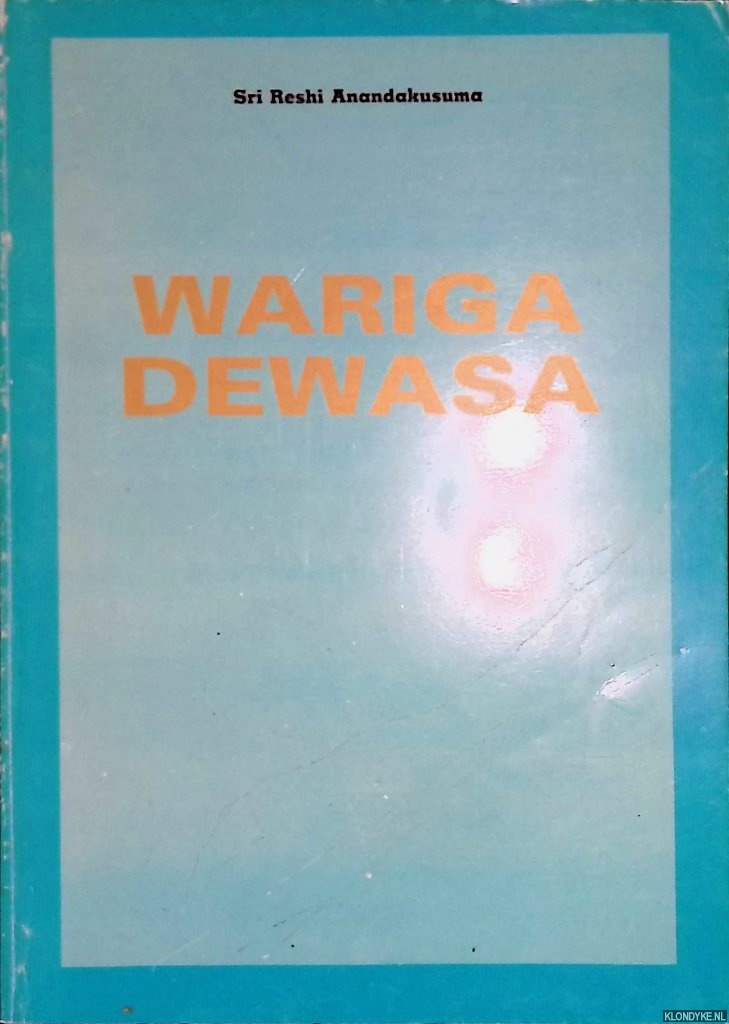 Sri Reshi Anandakusuma
WARIGA
DEWASA
KLONDYKE.NL